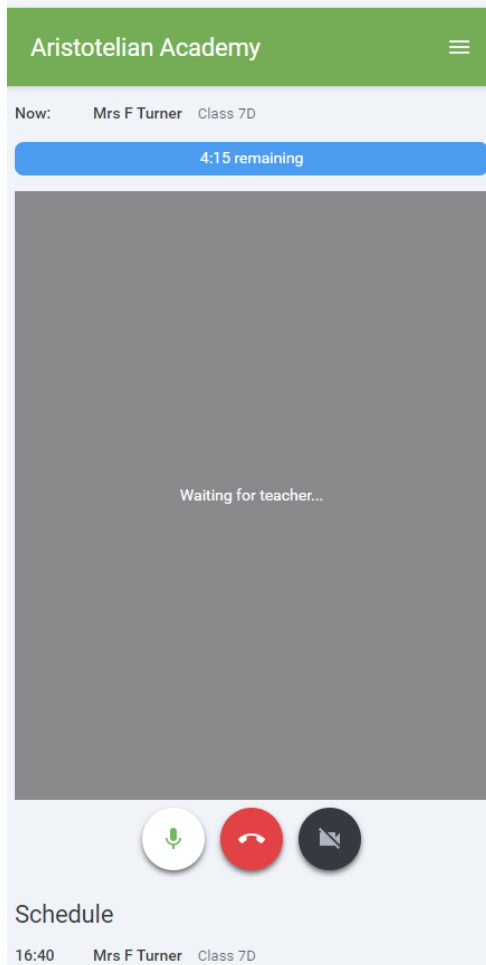 Aristotelian Academy
Now: Mrs F Turner Class 7D
4:15 remaining
Waiting for teacher...
Schedule
16:40 Mrs F Turner Class 7D